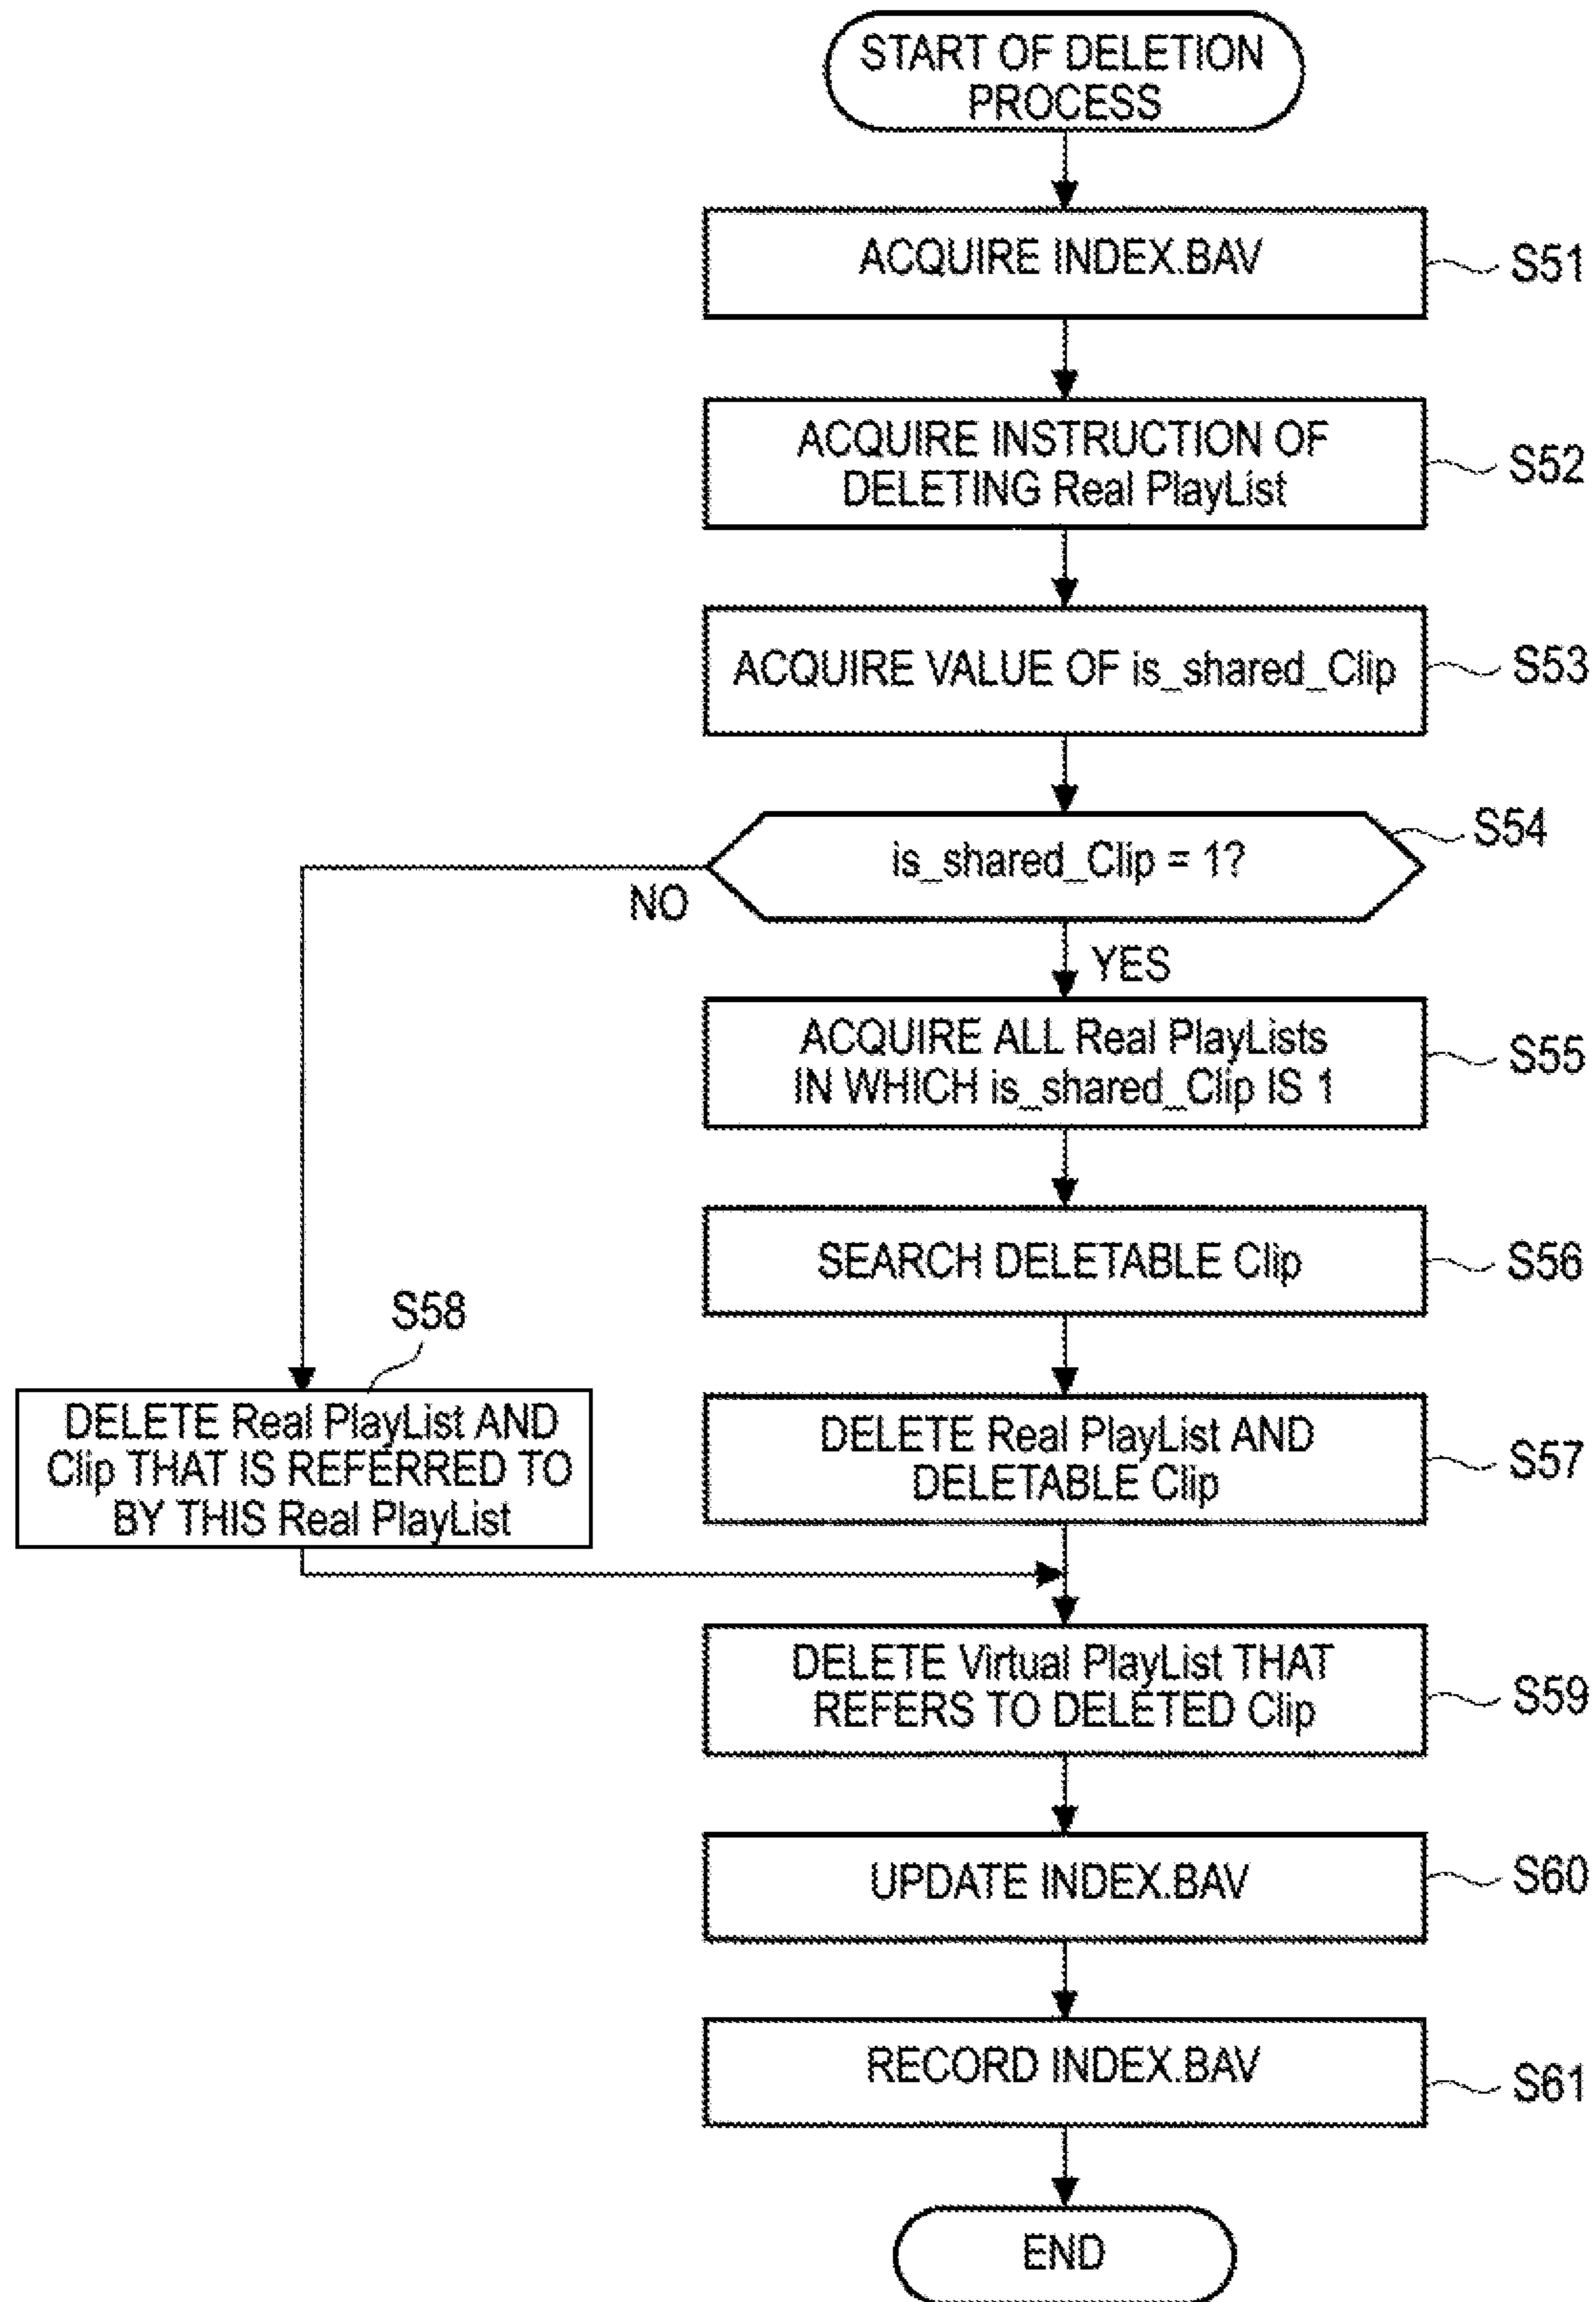 START OF DELETION
PROCESS
ACQUIRE INDEX.BAV
S51
ACQUIRE INSTRUCTION OF
DELETING Real PlayList
S52
ACQUIRE VALUE OF is_shared_Clip
S53
is_shared_Clip = 1?
S54
NO
YES
ACQUIRE ALL Real PlayLists
IN WHICH is_shared_Clip IS 1
S55
SEARCH DELETABLE Clip
S56
S58
DELETE Real PlayList AND
Clip THAT IS REFERRED TO
BY THIS Real PlayList
DELETE Real PlayList AND
DELETABLE Clip
S57
DELETE Virtual PlayList THAT
REFERS TO DELETED Clip
S59
UPDATE INDEX.BAV
S60
RECORD INDEX.BAV
S61
END